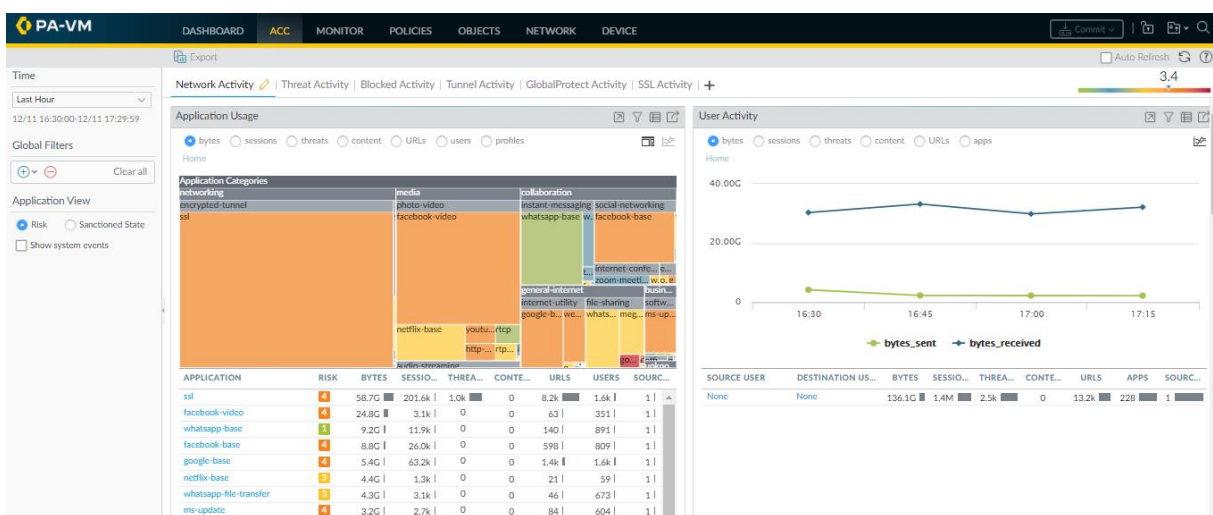 PA-VM
DASHBOARD ACC MONITOR POLICIES OBJECTS NETWORK DEVICE
Commit
Export
Auto Refresh
Time
Last Hour
12/11 16:30:00-12/11 17:29:59
Global Filters
Clear all
Application View
Risk Sanctioned State
Show system events
Network Activity | Threat Activity | Blocked Activity | Tunnel Activity | GlobalProtect Activity | SSL Activity | +
3.4
Application Usage
bytes sessions threats content URLs users profiles
Home
Application Categories
networking media collaboration
encrypted-tunnel photo-video instant-messaging social-networking
ssl facebook-video whatsapp-base w... facebook-base
t... internet-confe... e...
zoom-meeti... w.o.e.
general-internet busin...
internet-utility file-sharing softw...
google-b... we... whats... meg... ms-up...
netflix-base youtu... rtcp
http-... rtp...
go...
audio-streaming
APPLICATION RISK BYTES SESSIO... THREA... CONTE... URLS USERS SOURC...
ssl 4 58.7G 201.6k 1.0k 0 8.2k 1.6k 1
facebook-video 4 24.8G 3.1k 0 0 63 351 1
whatsapp-base 1 9.2G 11.9k 0 0 140 891 1
facebook-base 4 8.8G 26.0k 0 0 598 809 1
google-base 4 5.4G 63.2k 0 0 1.4k 1.6k 1
netflix-base 3 4.4G 1.3k 0 0 21 59 1
whatsapp-file-transfer 3 4.3G 3.1k 0 0 46 673 1
ms-update 4 3.2G 2.7k 0 0 84 604 1
User Activity
bytes sessions threats content URLs apps
Home
40.00G
20.00G
0
16:30 16:45 17:00 17:15
bytes_sent bytes_received
SOURCE USER DESTINATION US... BYTES SESSIO... THREA... CONTE... URLS APPS SOURC...
None None 136.1G 1.4M 2.5k 0 13.2k 228 1